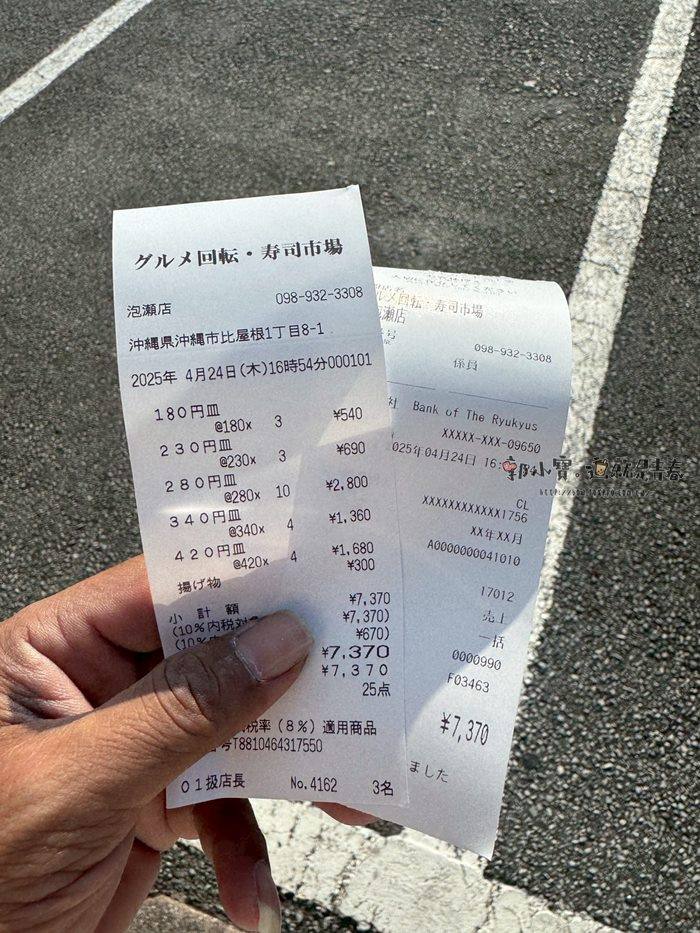 グルメ回転・寿司市場
泡瀬店 098-932-3308
沖縄県沖縄市比屋根1丁目8-1
2025年 4月24日(木)16時54分000101
180円皿
@180x 3 ¥540
230円皿
@230x 3 ¥690
280円皿
@280x 10 ¥2,800
340円皿
@340x 4 ¥1,360
420円皿
@420x 4 ¥1,680
揚げ物 ¥300
小計額 ¥7,370
(10%内税対 ¥7,370)
(10% ¥670)
¥7,370
¥7,370
25点
税率(8%)適用商品
号T8810464317550
01扱店長 No.4162 3名
ルメ回転・寿司市場
泡瀬店
098-932-3308
係員
社 Bank of The Ryukyus
XXXXX-XXX-09650
025年04月24日 16:
CL
XXXXXXXXXXXX1756
XX年XX月
A0000000041010
17012
売上
一括
0000990
F03463
¥7,370
ました
郭小寶